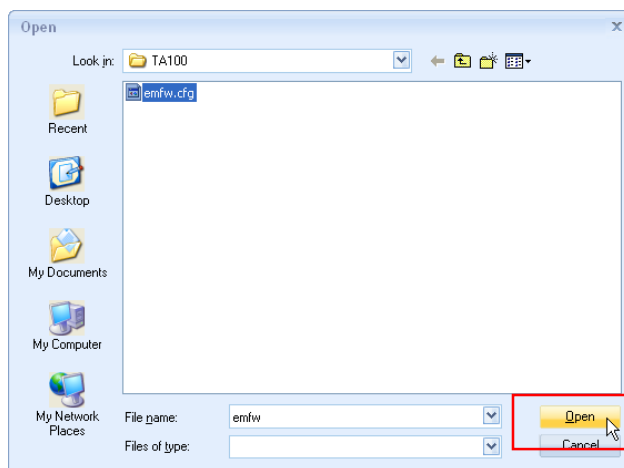 Open
x
Look in: TA100
emfw.cfg
Recent
Desktop
My Documents
My Computer
My Network
Places
File name: emfw Open
Files of type: Cancel